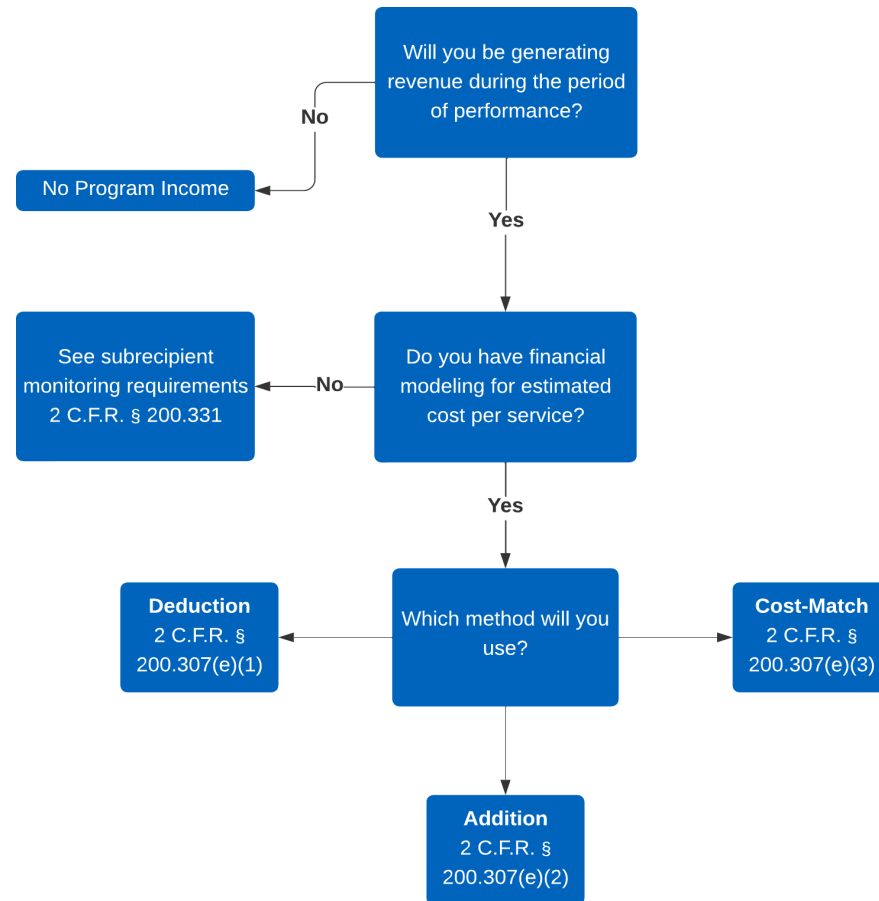 Will you be generating
revenue during the period
of performance?
No
No Program Income
Yes
See subrecipient
monitoring requirements
2 C.F.R. § 200.331
No
Do you have financial
modeling for estimated
cost per service?
Yes
Deduction
2 C.F.R. §
200.307(e)(1)
Which method will you
use?
Cost-Match
2 C.F.R. §
200.307(e)(3)
Addition
2 C.F.R. §
200.307(e)(2)